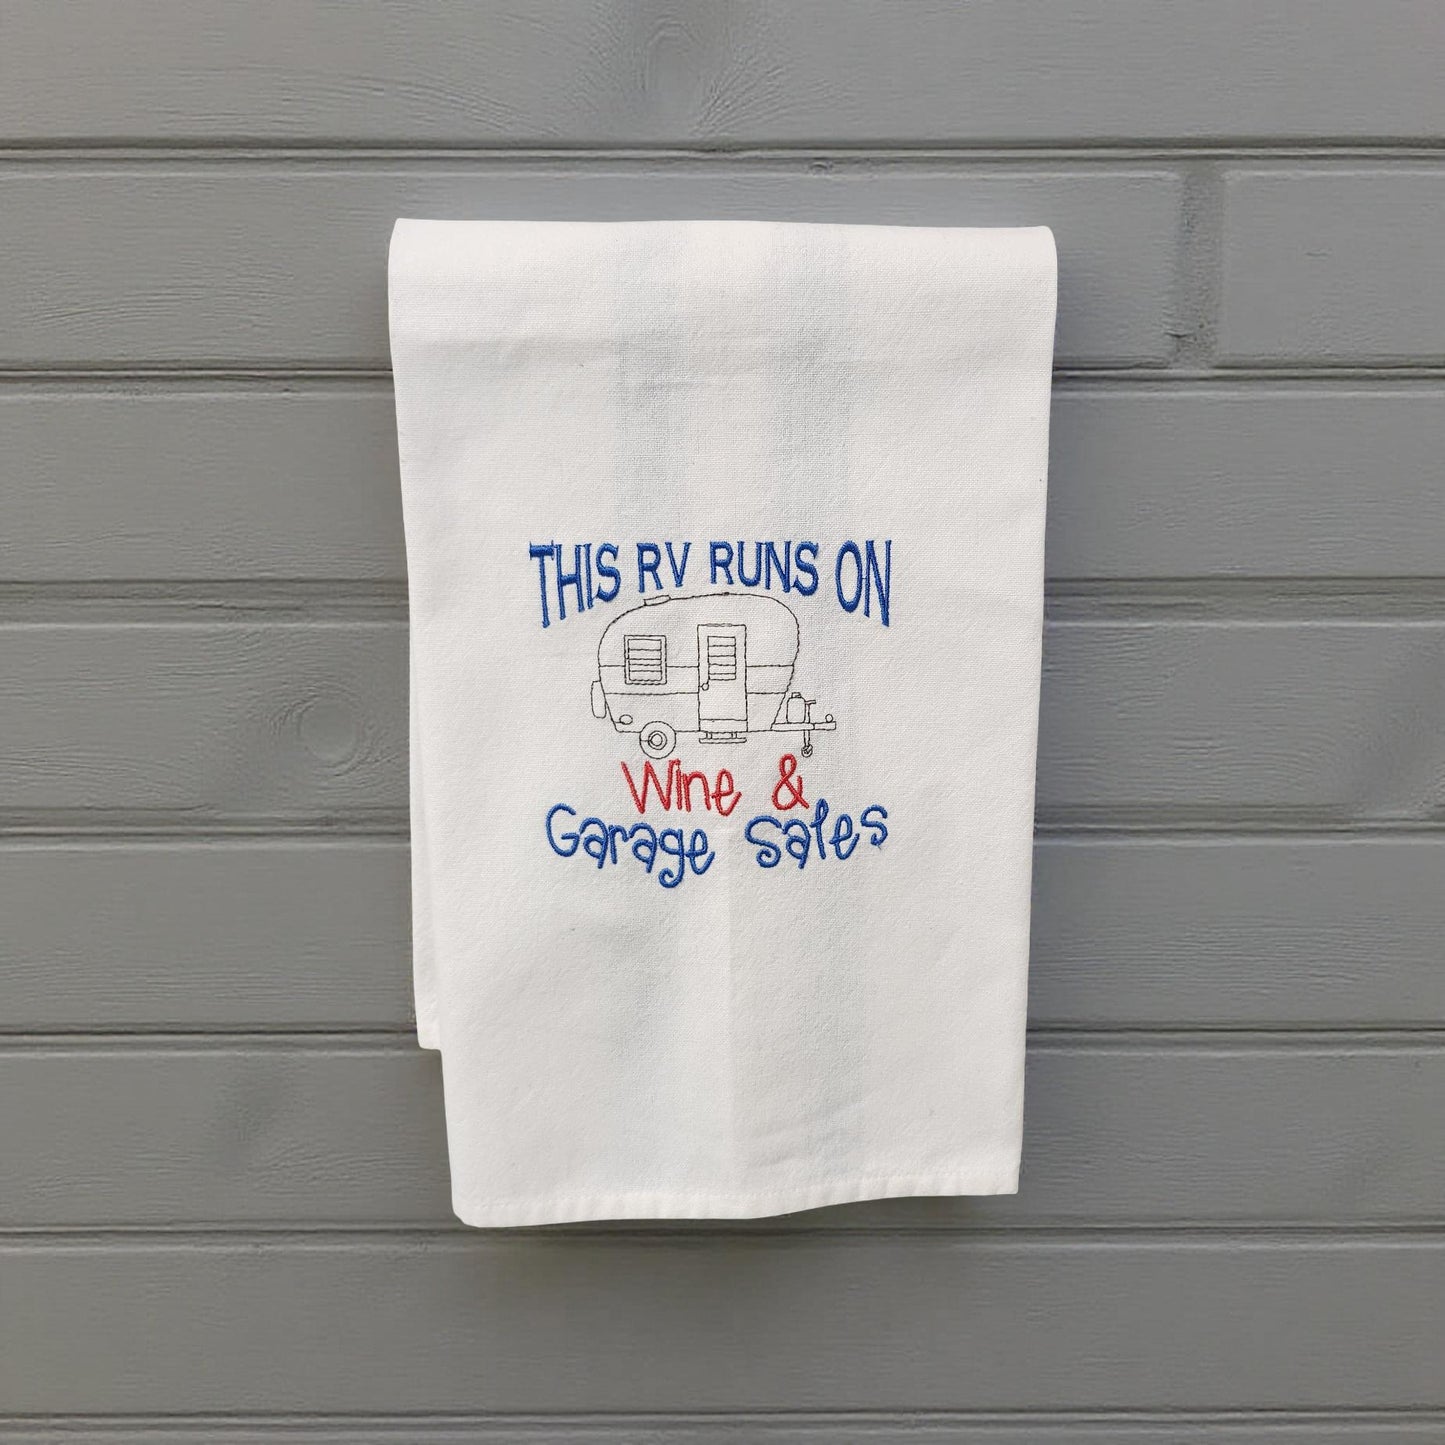 THIS RV RUNS ON
Wine &
Garage Sales